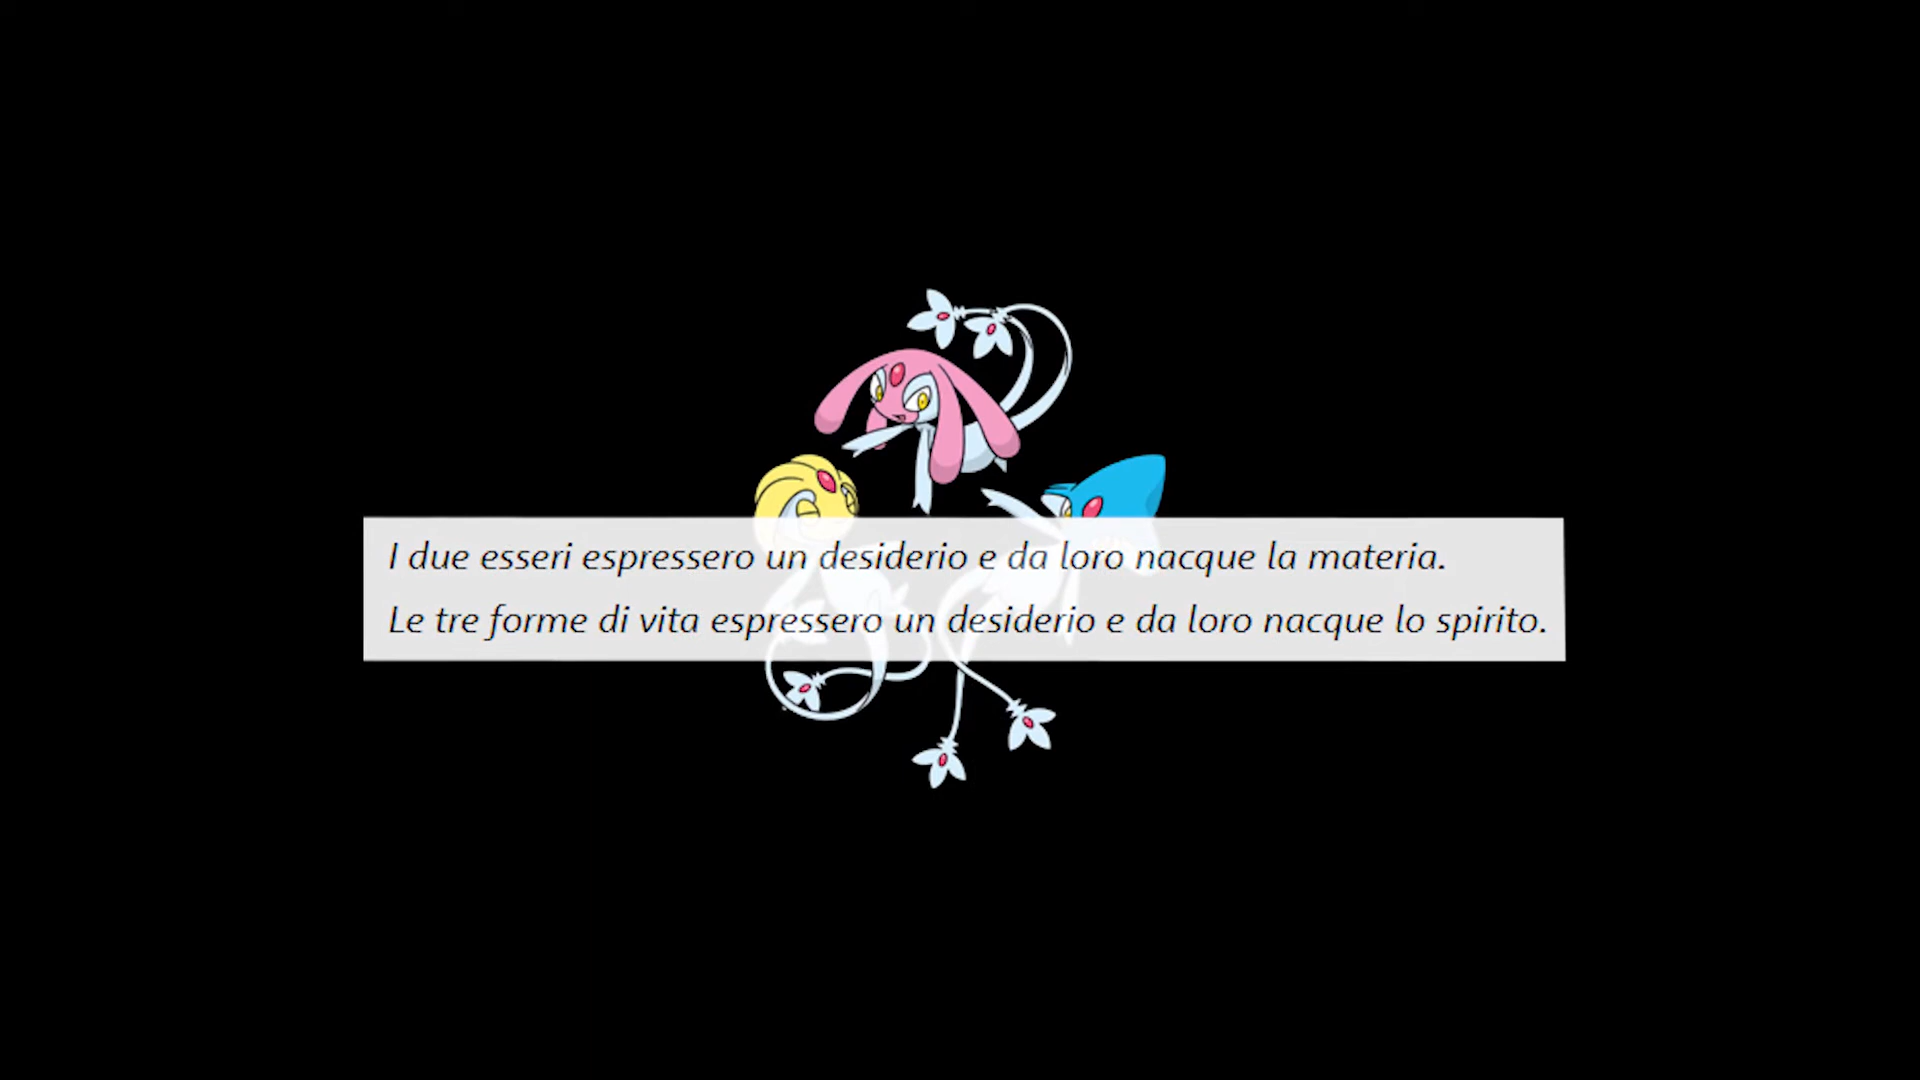 I due esseri espressero un desiderio e da loro nacque la materia.
Le tre forme di vita espressero un desiderio e da loro nacque lo spirito.